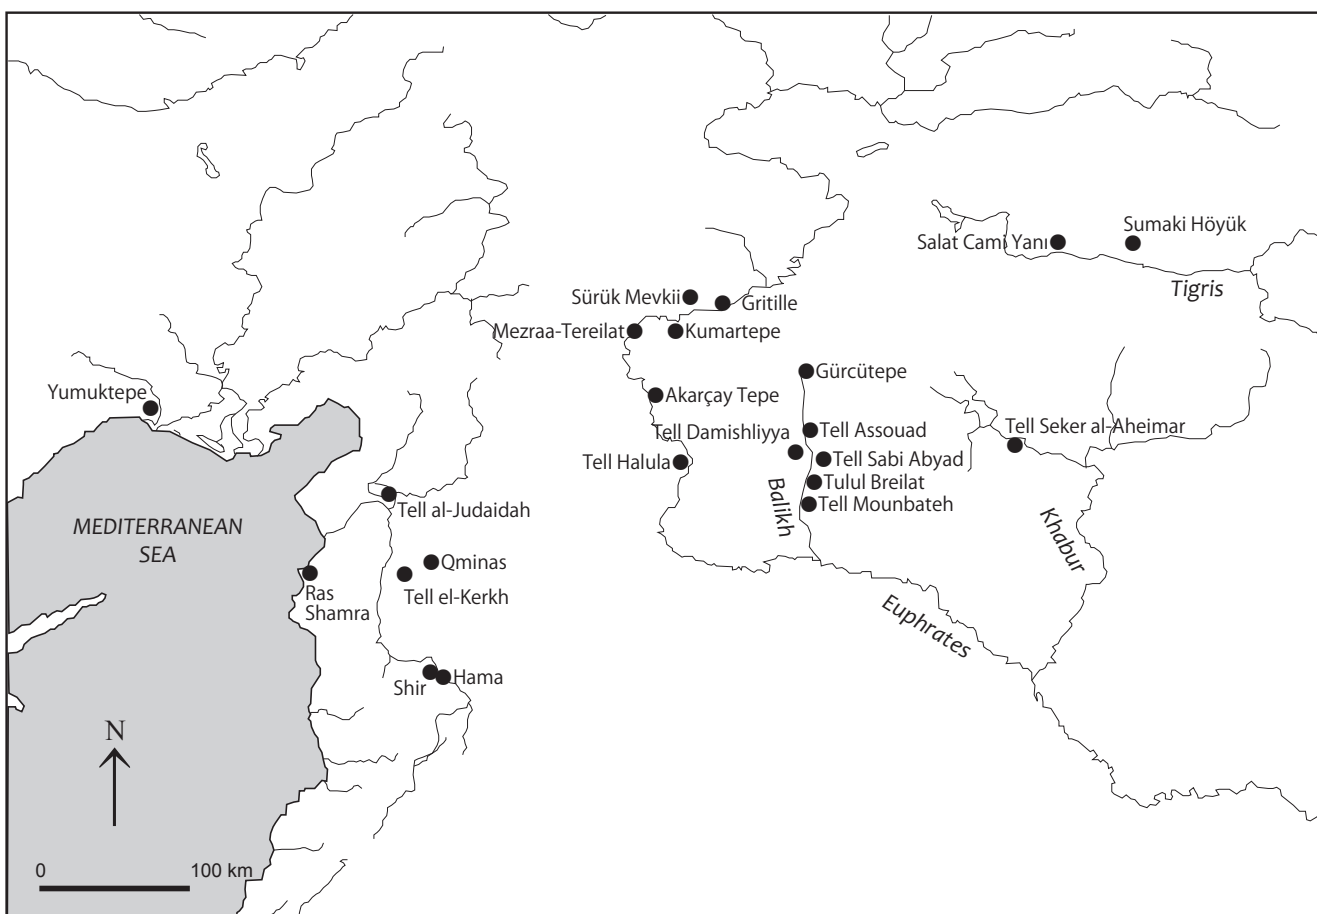 Sumaki Höyük
Salat Cami Yanı
Tigris
Sürük Mevkii
Gritille
Mezraa-Tereilat
Kumartepe
Gürcütepe
Yumuktepe
Akarçay Tepe
Tell Damishliyya
Tell Assouad
Tell Seker al-Aheimar
Tell Halula
Tell Sabi Abyad
Tulul Breilat
Balikh
Tell Mounbateh
Tell al-Judaidah
MEDITERRANEAN
SEA
Khabur
Qminas
Ras
Shamra
Tell el-Kerkh
Euphrates
Shir
Hama
N
0
100 km